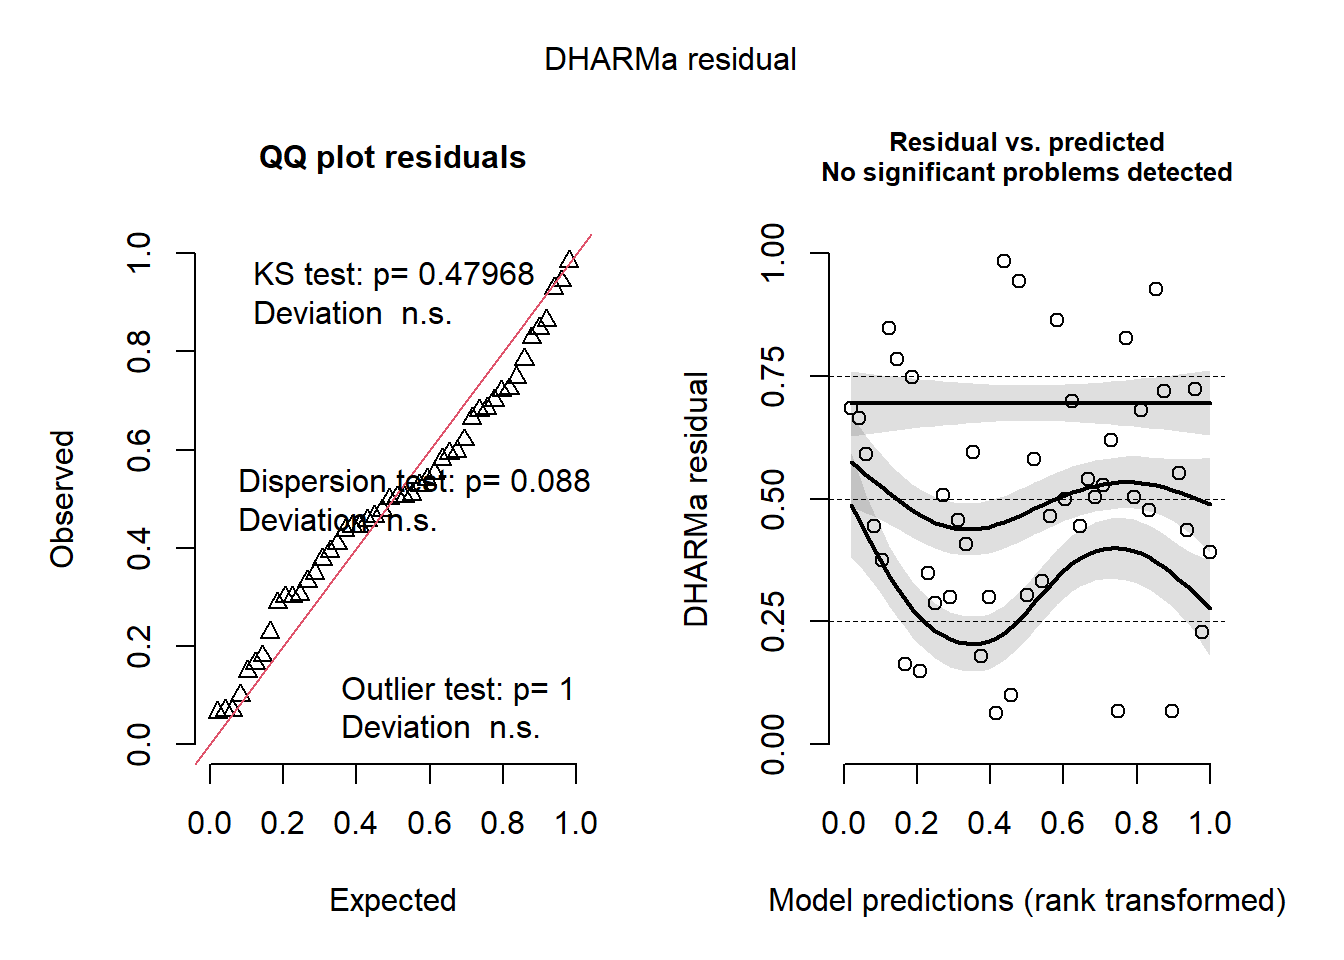 DHARMa residual
QQ plot residuals
KS test: p= 0.47968
Deviation  n.s.
Dispersion test: p= 0.088
Deviation  n.s.
Outlier test: p= 1
Deviation  n.s.
Observed
0.0 0.2 0.4 0.6 0.8 1.0
0.0 0.2 0.4 0.6 0.8 1.0
Expected
Residual vs. predicted
No significant problems detected
DHARMa residual
0.00 0.25 0.50 0.75 1.00
0.0 0.2 0.4 0.6 0.8 1.0
Model predictions (rank transformed)